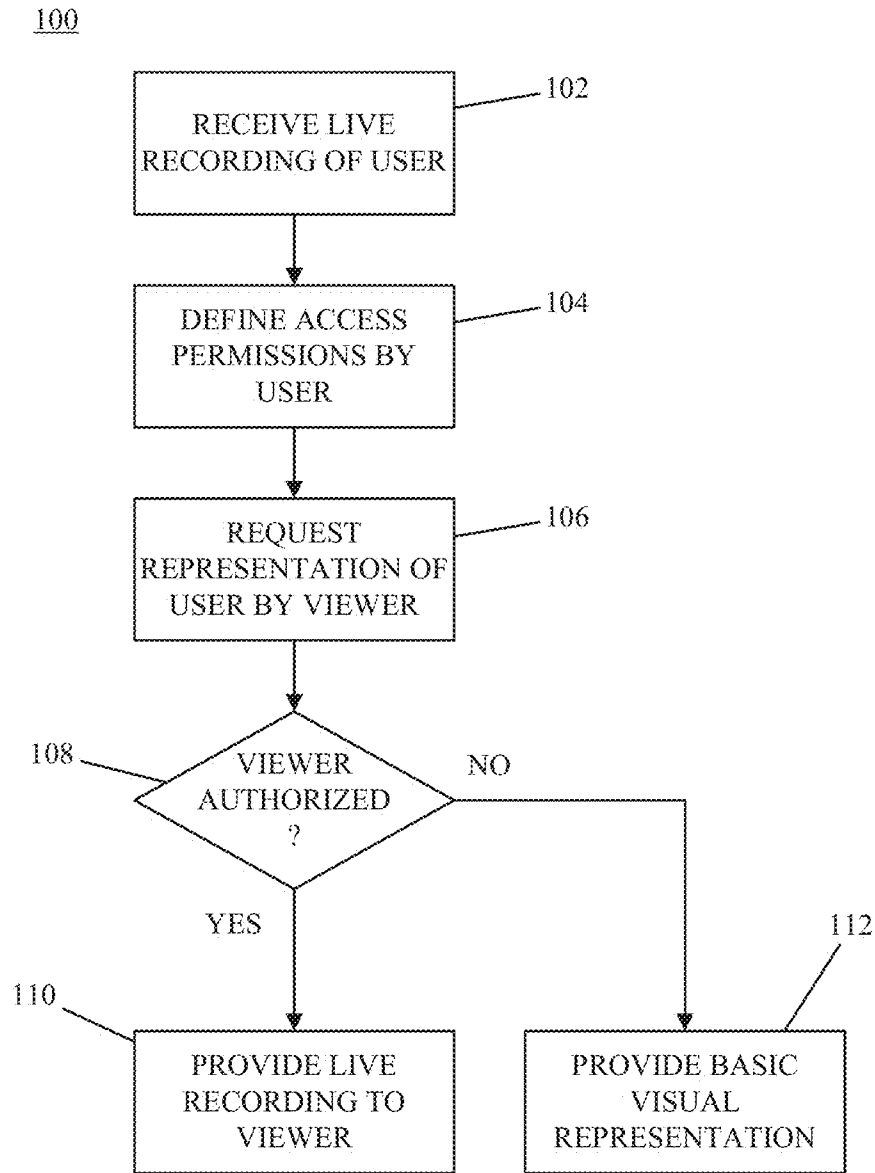 100
102
RECEIVE LIVE
RECORDING OF USER
104
DEFINE ACCESS
PERMISSIONS BY
USER
106
REQUEST
REPRESENTATION OF
USER BY VIEWER
108
VIEWER
AUTHORIZED
?
NO
YES
112
110
PROVIDE LIVE
RECORDING TO
VIEWER
PROVIDE BASIC
VISUAL
REPRESENTATION